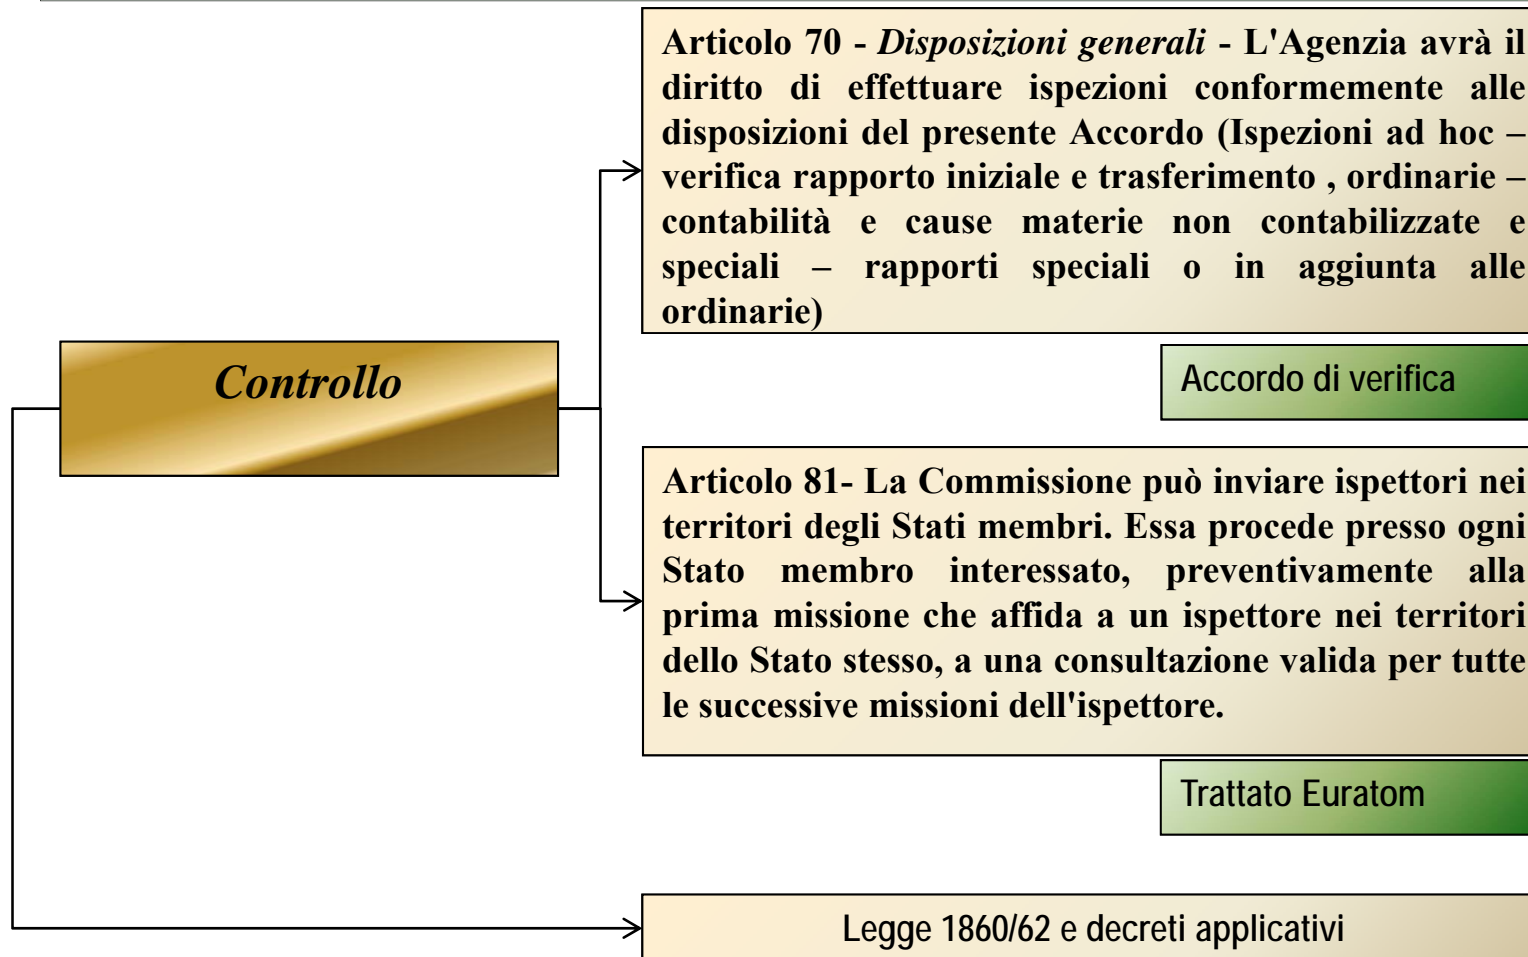 Articolo 70 - Disposizioni generali - L'Agenzia avrà il
diritto di effettuare ispezioni conformemente alle
disposizioni del presente Accordo (Ispezioni ad hoc –
verifica rapporto iniziale e trasferimento , ordinarie –
contabilità e cause materie non contabilizzate e
speciali – rapporti speciali o in aggiunta alle
ordinarie)
Controllo
Accordo di verifica
Articolo 81- La Commissione può inviare ispettori nei
territori degli Stati membri. Essa procede presso ogni
Stato membro interessato, preventivamente alla
prima missione che affida a un ispettore nei territori
dello Stato stesso, a una consultazione valida per tutte
le successive missioni dell'ispettore.
Trattato Euratom
Legge 1860/62 e decreti applicativi